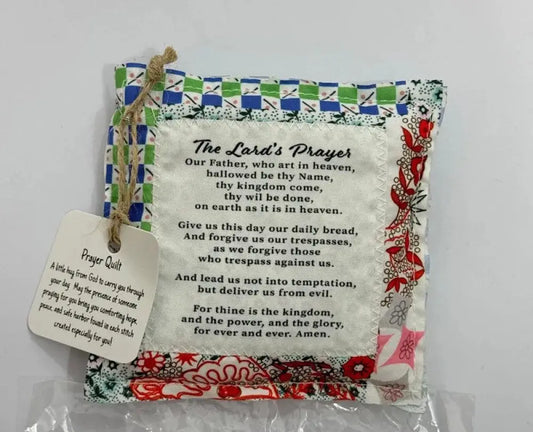 The Lard's Prayer
Our Father, who art in heaven,
hallowed be thy Name,
thy kingdom come,
thy wil be done,
on earth as it is in heaven.
Give us this day our daily bread,
And forgive us our trespasses,
as we forgive those
who trespass against us.
And lead us not into temptation,
but deliver us from evil.
For thine is the kingdom,
and the power, and the glory,
for ever and ever. Amen.
Prayer Quilt
A little hug from God to carry you through
your day. May the presence of someone
praying for you bring you comforting hope,
peace, and safe harbor found in each stitch
created especially for you!